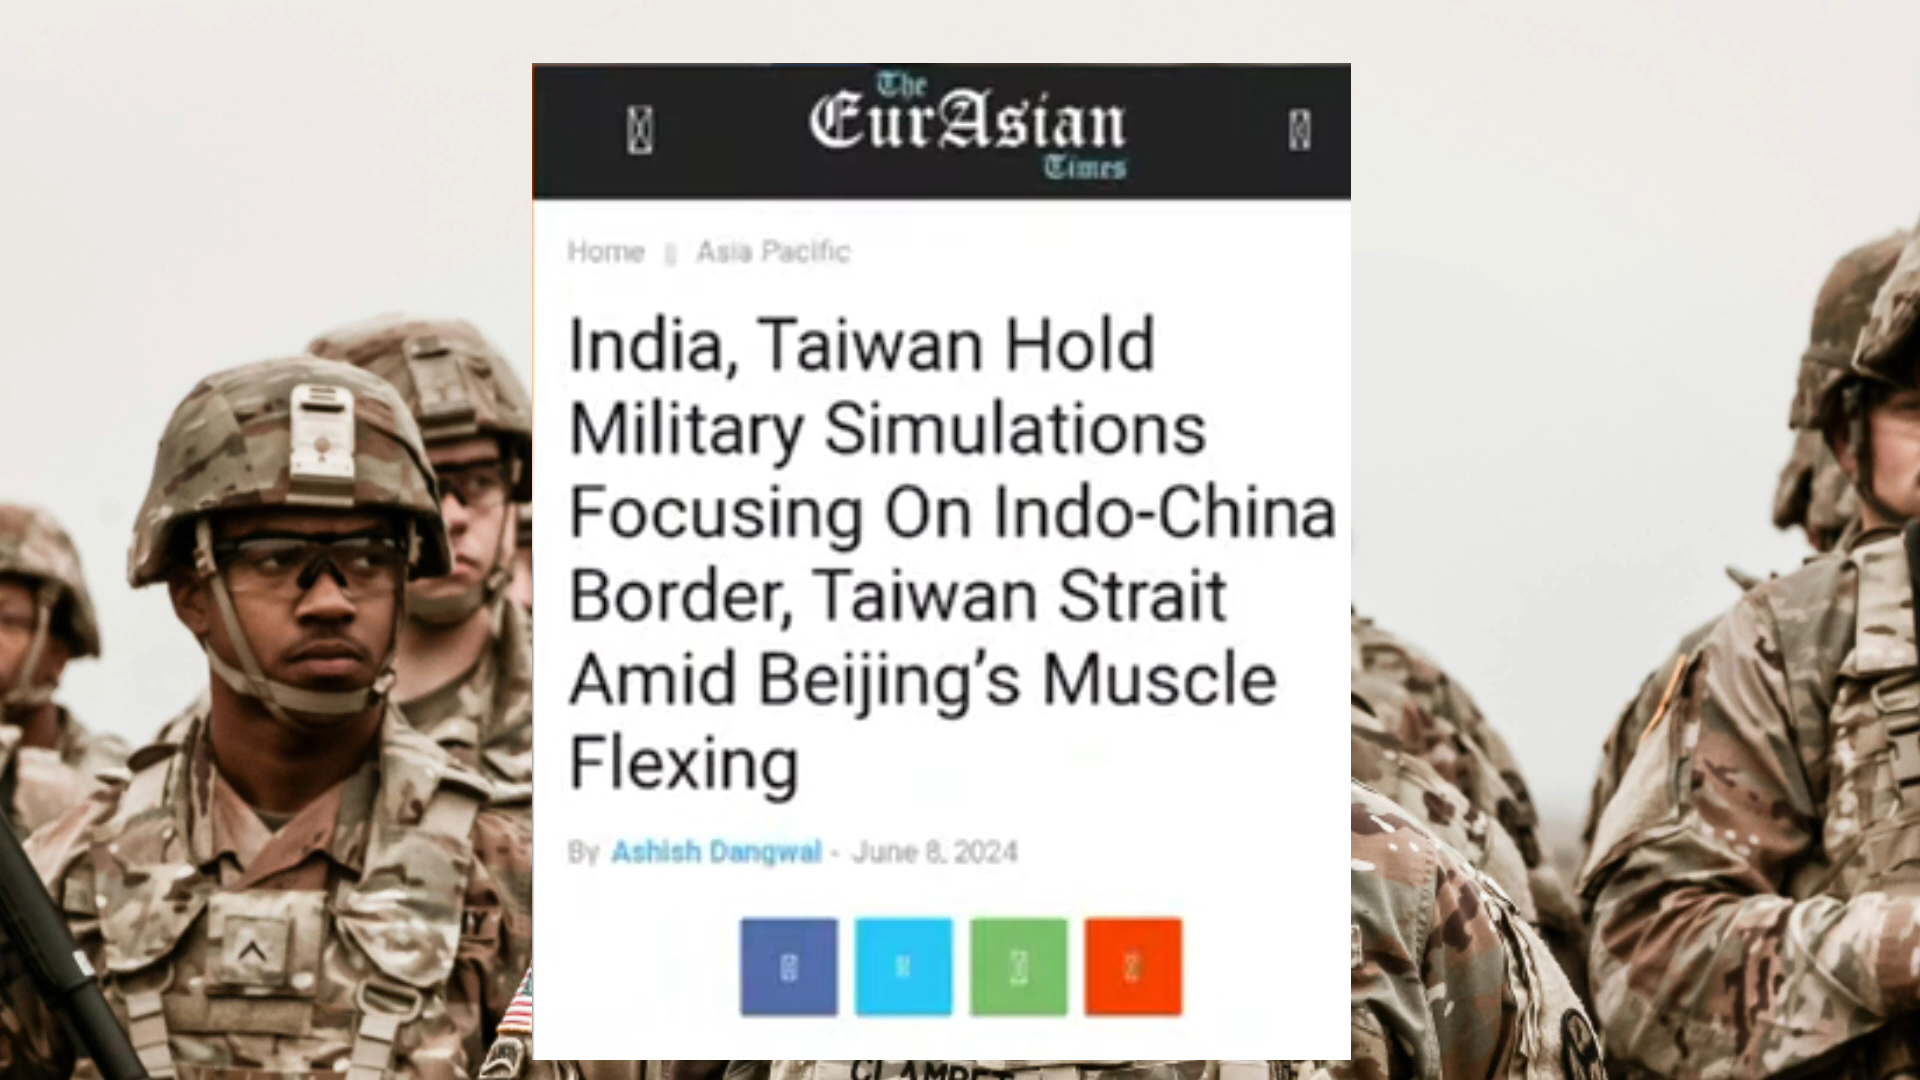 The
EurAsian
Times
Home
Asia Pacific
India, Taiwan Hold
Military Simulations
Focusing On Indo-China
Border, Taiwan Strait
Amid Beijing’s Muscle
Flexing
By Ashish Dangwal - June 8, 2024